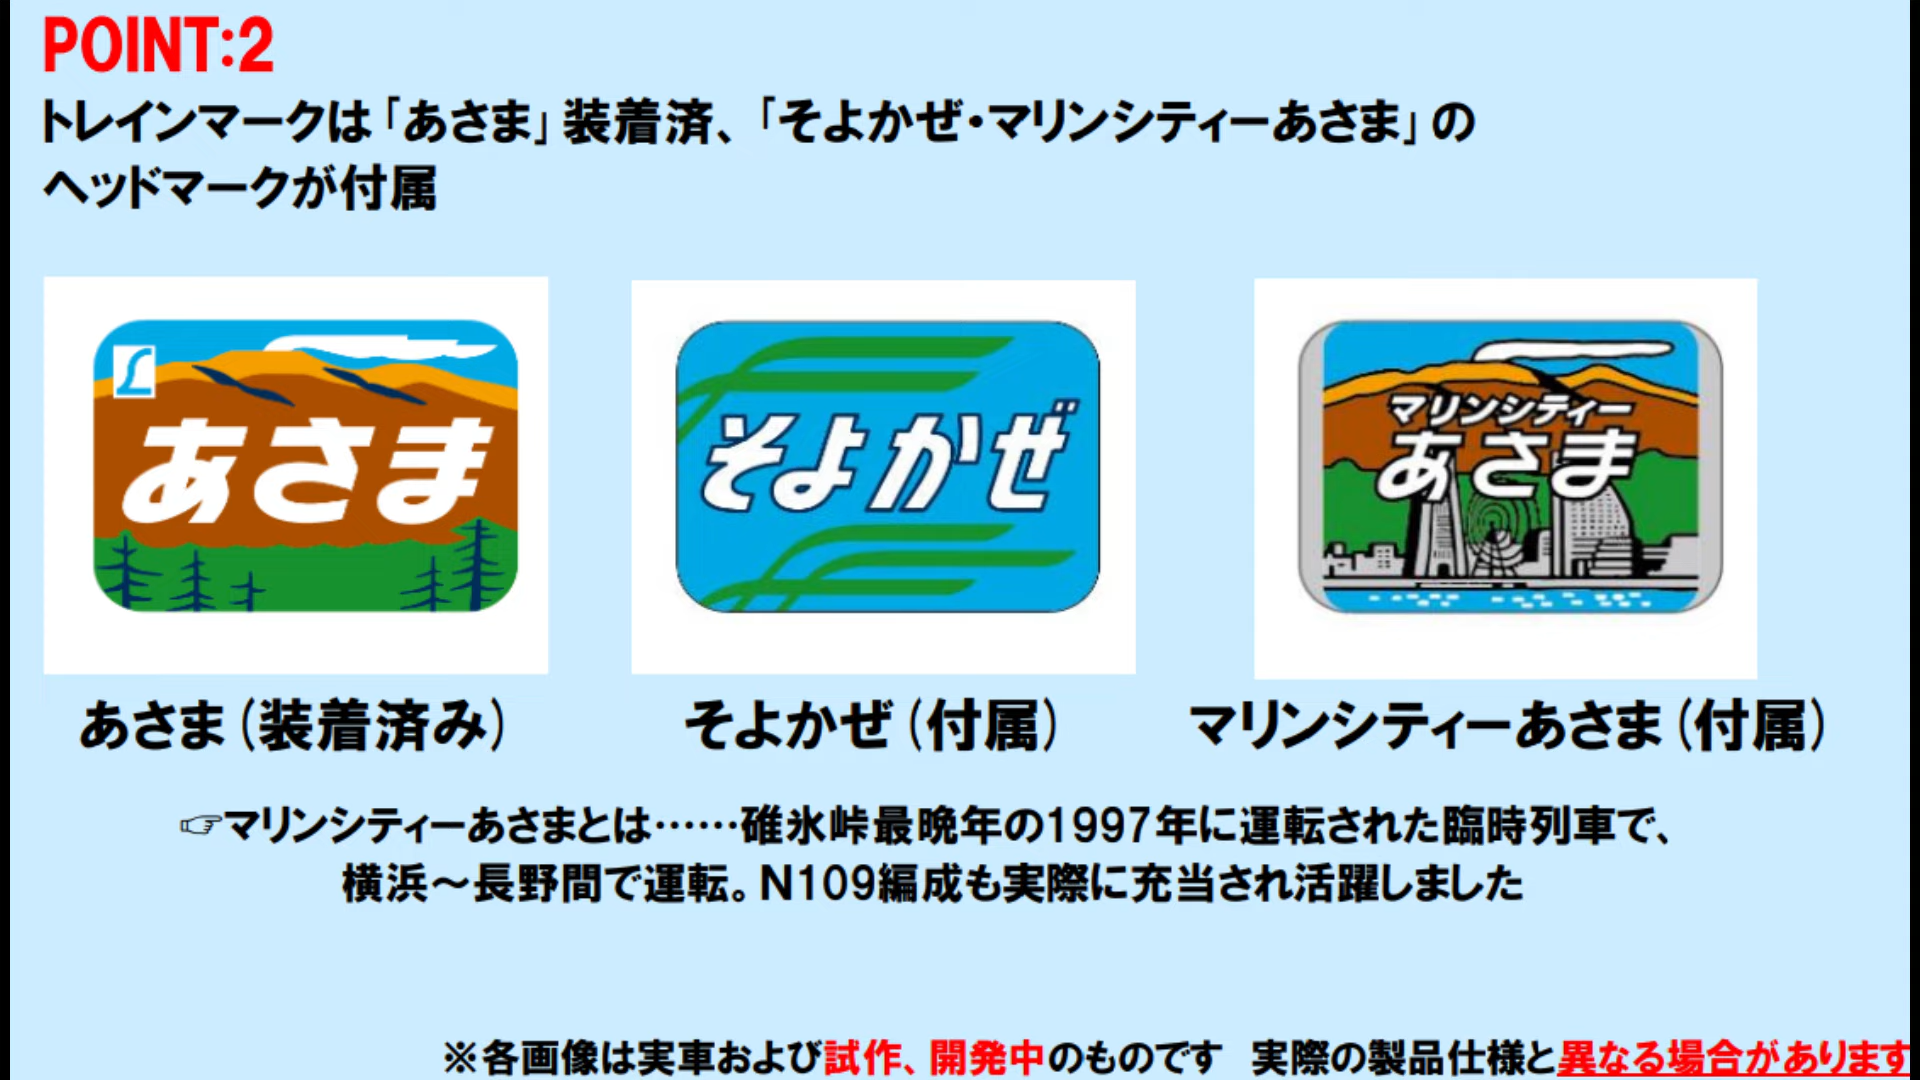 POINT:2
トレインマークは「あさま」装着済、「そよかぜ・マリンシティーあさま」の
ヘッドマークが付属
あさま
そよかぜ
マリンシティー
あさま
あさま(装着済み)
そよかぜ(付属)
マリンシティーあさま(付属)
☞マリンシティーあさまとは……碓氷峠最晩年の1997年に運転された臨時列車で、
横浜～長野間で運転。N109編成も実際に充当され活躍しました
※各画像は実車および試作、開発中のものです　実際の製品仕様と異なる場合があります